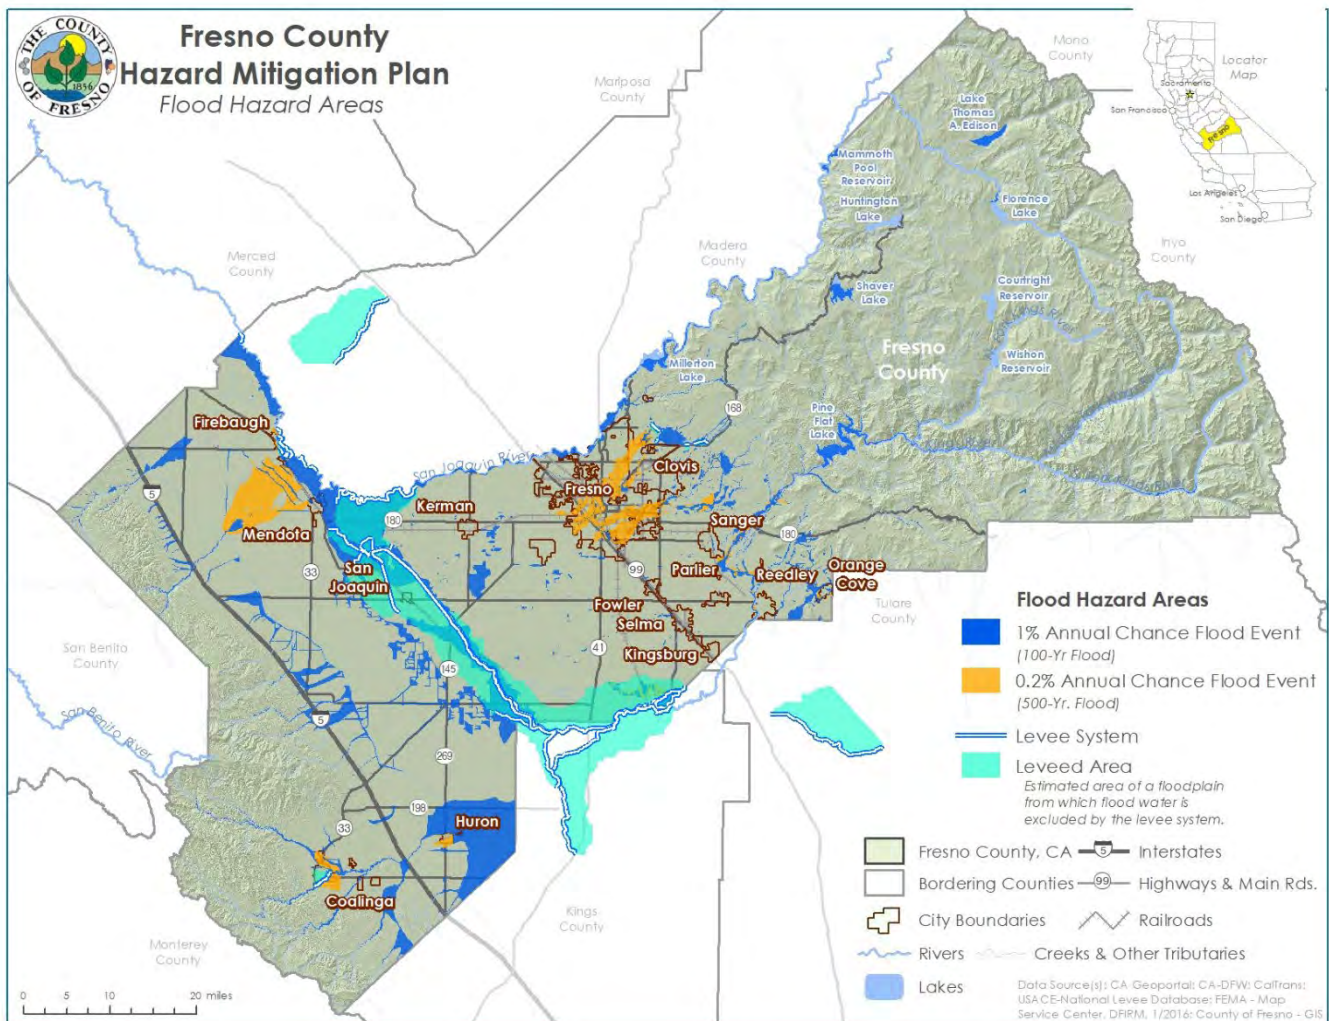 THE COUNTY OF FRESNO
1856
Fresno County
Hazard Mitigation Plan
Flood Hazard Areas
Mono
County
Locator
Map
Sacramento
San Francisco
Fresno
Los Angeles
San Diego
Mariposa
County
Lake
Thomas
A. Edison
Mammoth
Pool
Reservoir
Huntington
Lake
Florence
Lake
Merced
County
Madera
County
Inyo
County
Shaver
Lake
Courtright
Reservoir
Kings River
Fresno
County
Wishon
Reservoir
Millerton
Lake
168
Pine
Flat
Lake
Firebaugh
San Joaquin River
Clovis
5
Fresno
Kerman
180
Sanger
180
Mendota
San
Joaquin
33
99
Parlier
Reedley
Orange
Cove
Tulare
County
Fowler
Selma
Kingsburg
41
145
San Benito
County
San Benito
River
5
269
198
Huron
33
Coalinga
Kings
County
Monterey
County
Flood Hazard Areas
1% Annual Chance Flood Event
(100-Yr Flood)
0.2% Annual Chance Flood Event
(500-Yr. Flood)
Levee System
Leveed Area
Estimated area of a floodplain
from which flood water is
excluded by the levee system.
Fresno County, CA
5
Interstates
Bordering Counties
99
Highways & Main Rds.
City Boundaries
Railroads
Rivers
Creeks & Other Tributaries
Lakes
Data Source(s): CA Geoportal; CA-DFW; CalTrans;
USACE-National Levee Database; FEMA - Map
Service Center, DFIRM, 1/2016; County of Fresno - GIS
0 5 10 20 miles